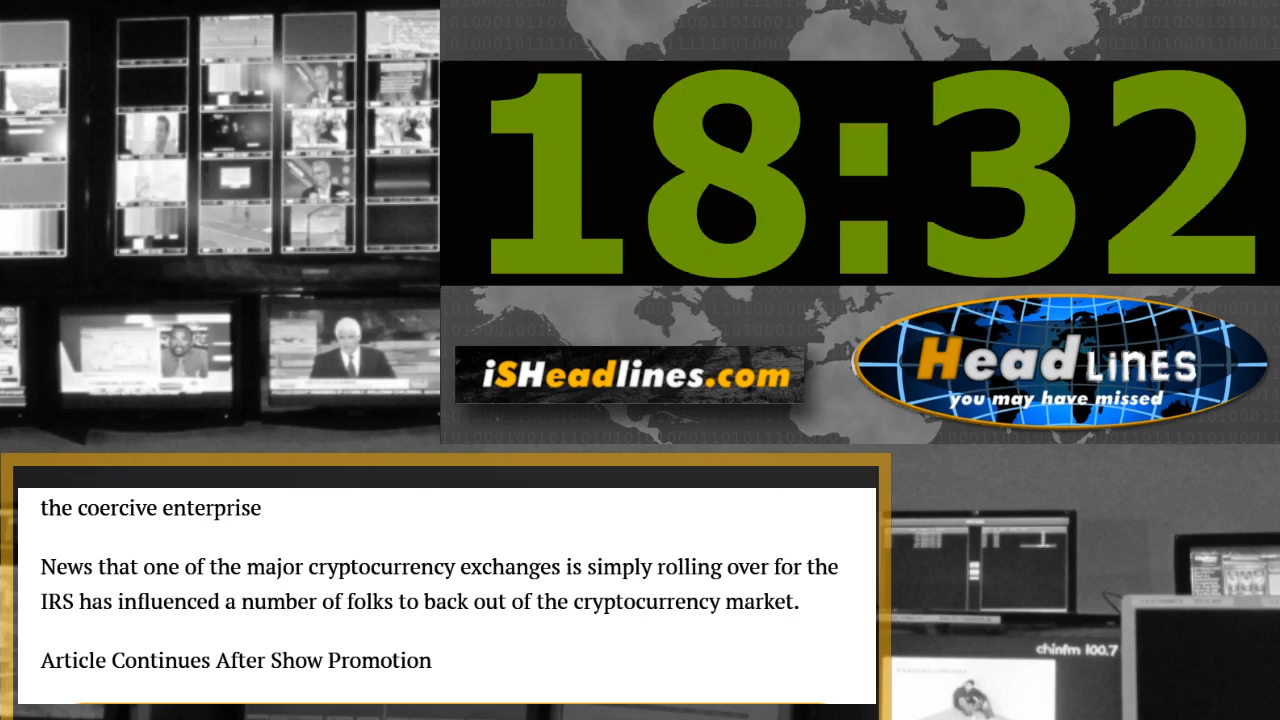 18:32
iSHeadlines.com
HeadLINES
you may have missed
the coercive enterprise
News that one of the major cryptocurrency exchanges is simply rolling over for the
IRS has influenced a number of folks to back out of the cryptocurrency market.
Article Continues After Show Promotion
chinfm 100.7